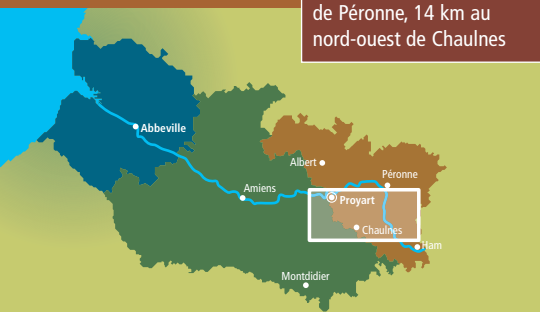 de Péronne, 14 km au
nord-ouest de Chaulnes
Abbeville
Albert
Péronne
Amiens
Proyart
Chaulnes
Ham
Montdidier